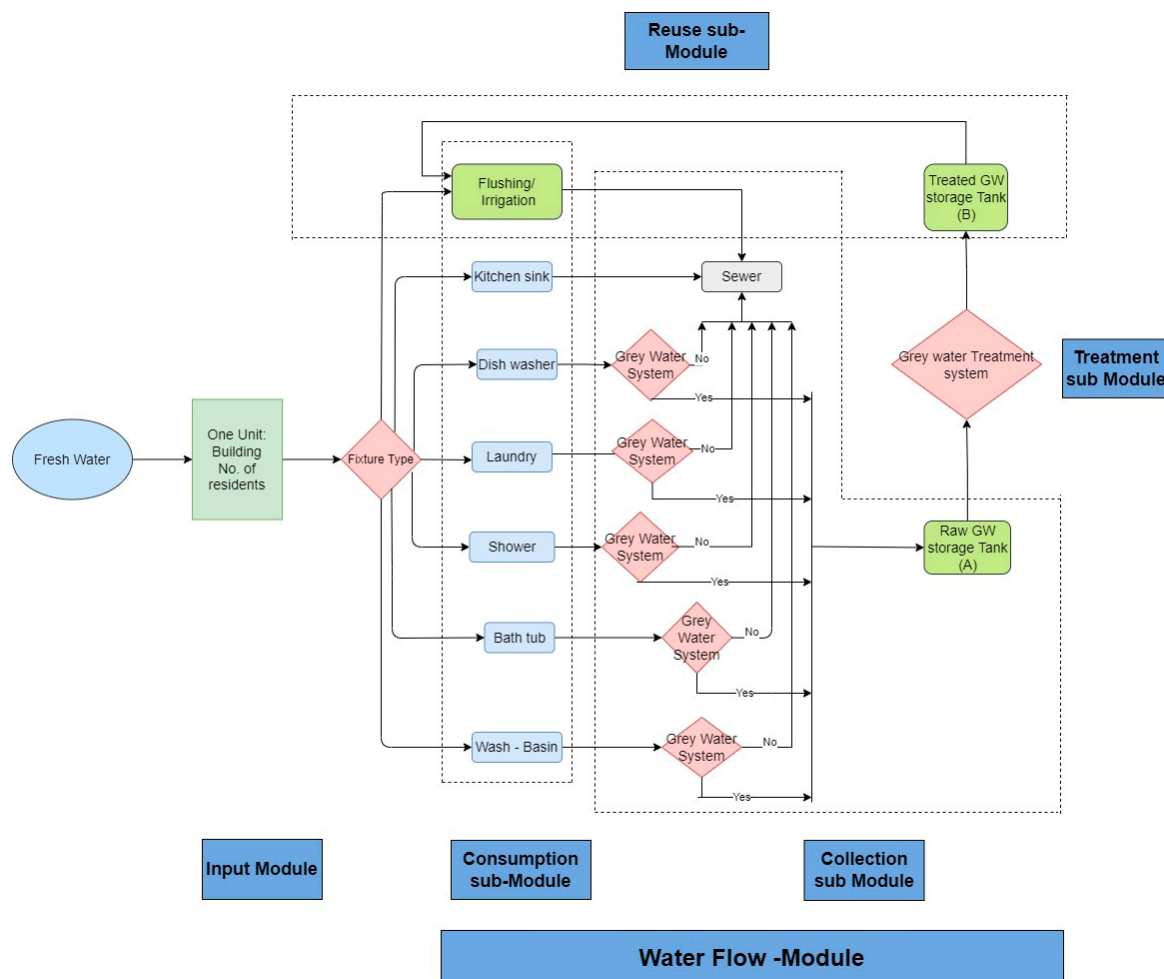 Reuse sub-
Module
Flushing/
Irrigation
Treated GW
storage Tank
(B)
Kitchen sink
Sewer
Dish washer
Grey Water
System
No
Yes
Grey water Treatment
system
Treatment
sub Module
Fresh Water
One Unit:
Building
No. of
residents
Fixture Type
Laundry
Grey Water
System
No
Yes
Shower
Grey Water
System
No
Yes
Raw GW
storage Tank
(A)
Bath tub
Grey
Water
System
No
Yes
Wash - Basin
Grey Water
System
No
Yes
Input Module
Consumption
sub-Module
Collection
sub Module
Water Flow -Module